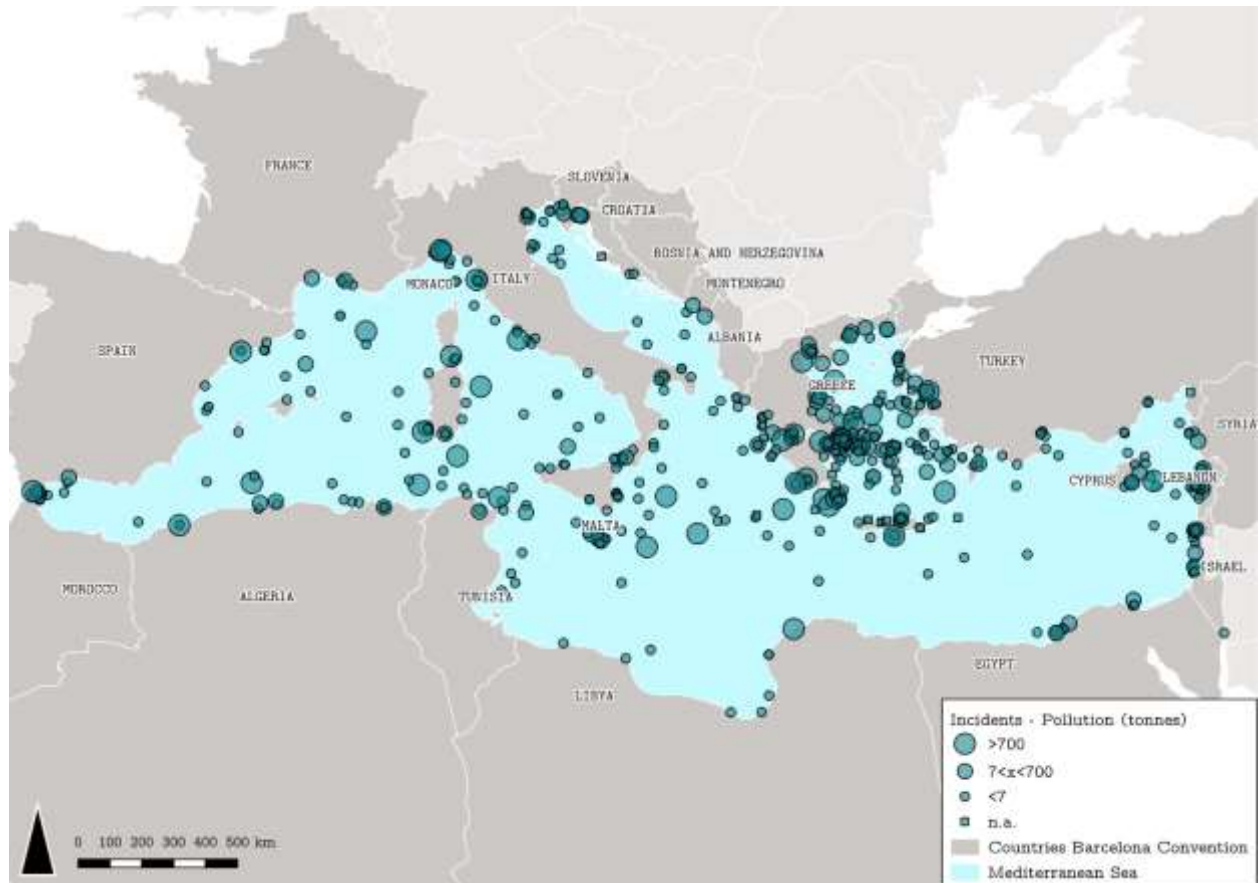 SLOVENIA
FRANCE
CROATIA
BOSNIA AND HERZEGOVINA
MONACO
ITALY
MONTENEGRO
ALBANIA
SPAIN
TURKEY
GREECE
SYRIA
CYPRUS
LEBANON
MALTA
ISRAEL
MOROCCO
ALGERIA
TUNISIA
EGYPT
LIBYA
Incidents - Pollution (tonnes)
>700
7<x<700
<7
n.a.
Countries Barcelona Convention
Mediterranean Sea
0 100 200 300 400 500 km